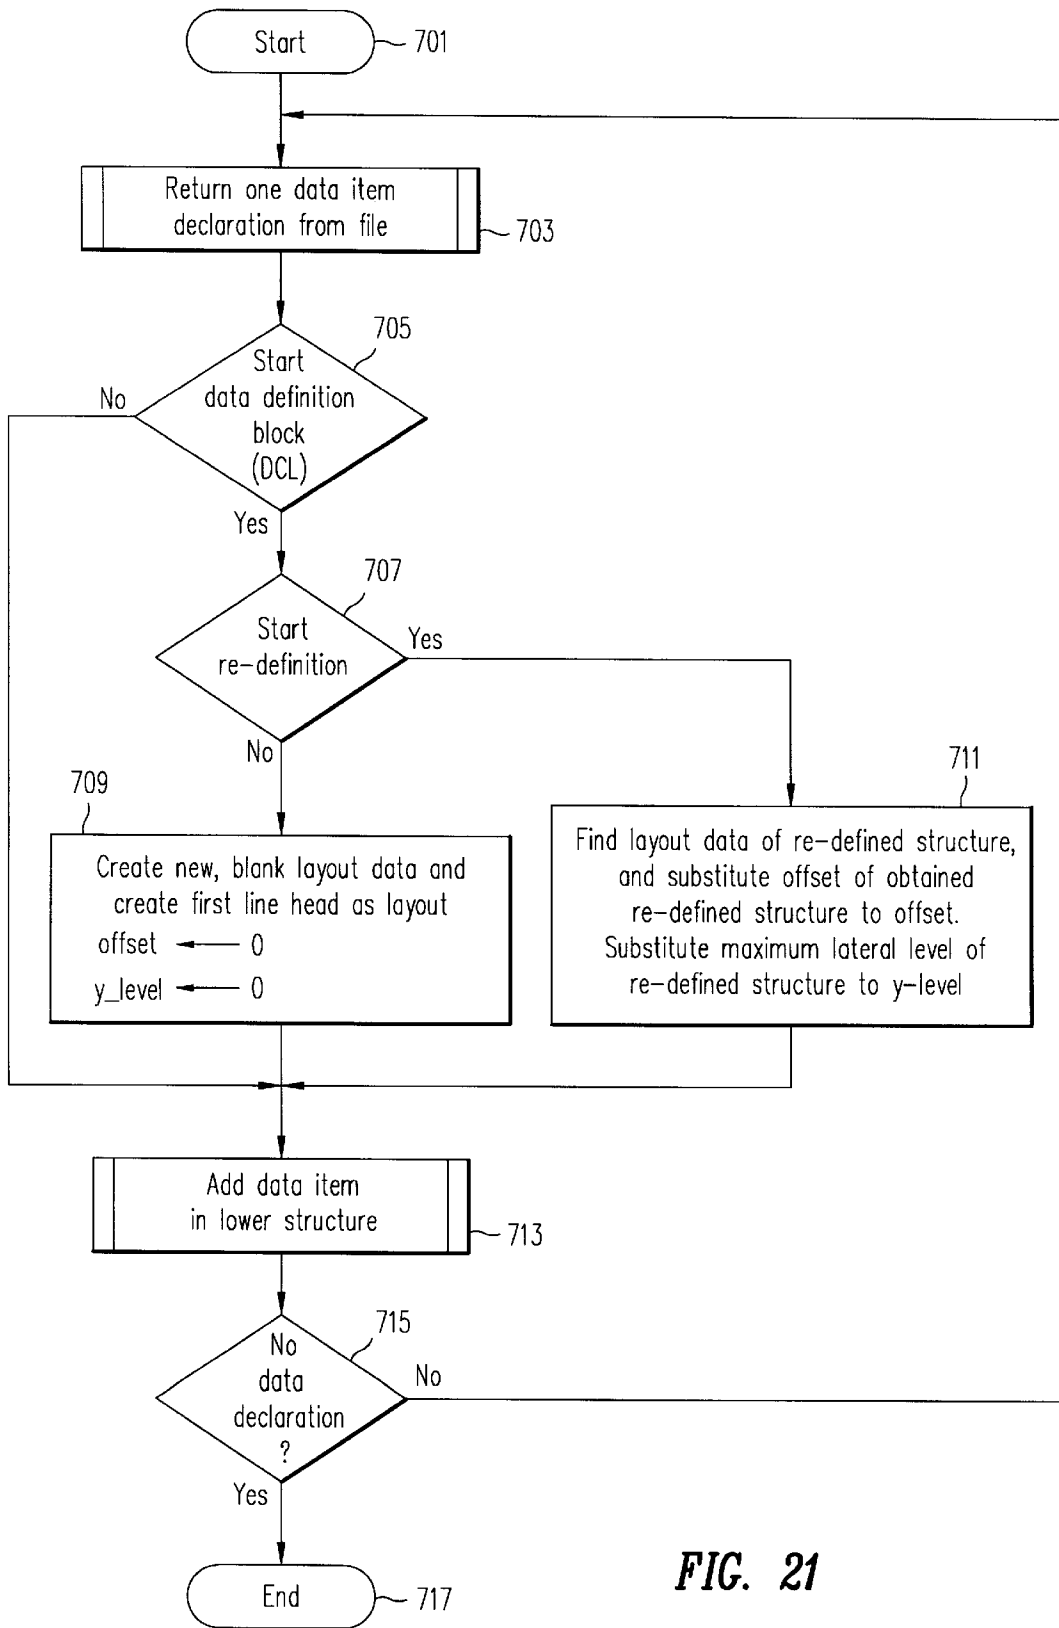 Start
701
Return one data item
declaration from file
703
705
Start
data definition
block
(DCL)
No
Yes
707
Start
re-definition
Yes
No
709
Create new, blank layout data and
create first line head as layout
offset ← 0
y_level ← 0
711
Find layout data of re-defined structure,
and substitute offset of obtained
re-defined structure to offset.
Substitute maximum lateral level of
re-defined structure to y-level
Add data item
in lower structure
713
715
No
data
declaration
?
No
Yes
End
717
FIG. 21